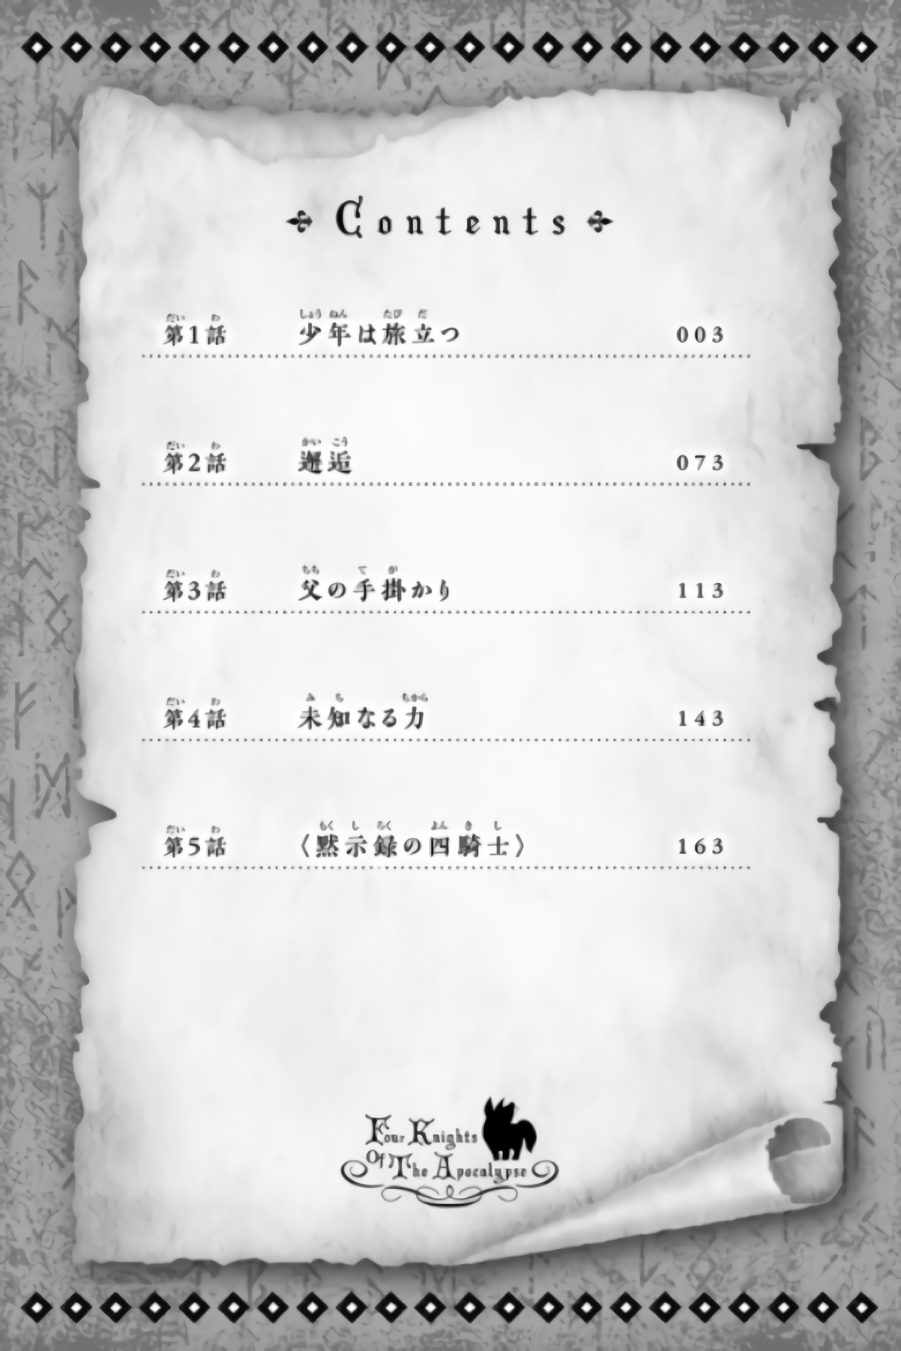 Contents
第1話 少年は旅立つ 003
第2話 邂逅 073
第3話 父の手掛かり 113
第4話 未知なる力 143
第5話 〈黙示録の四騎士〉 163
Four Knights
Of The Apocalypse